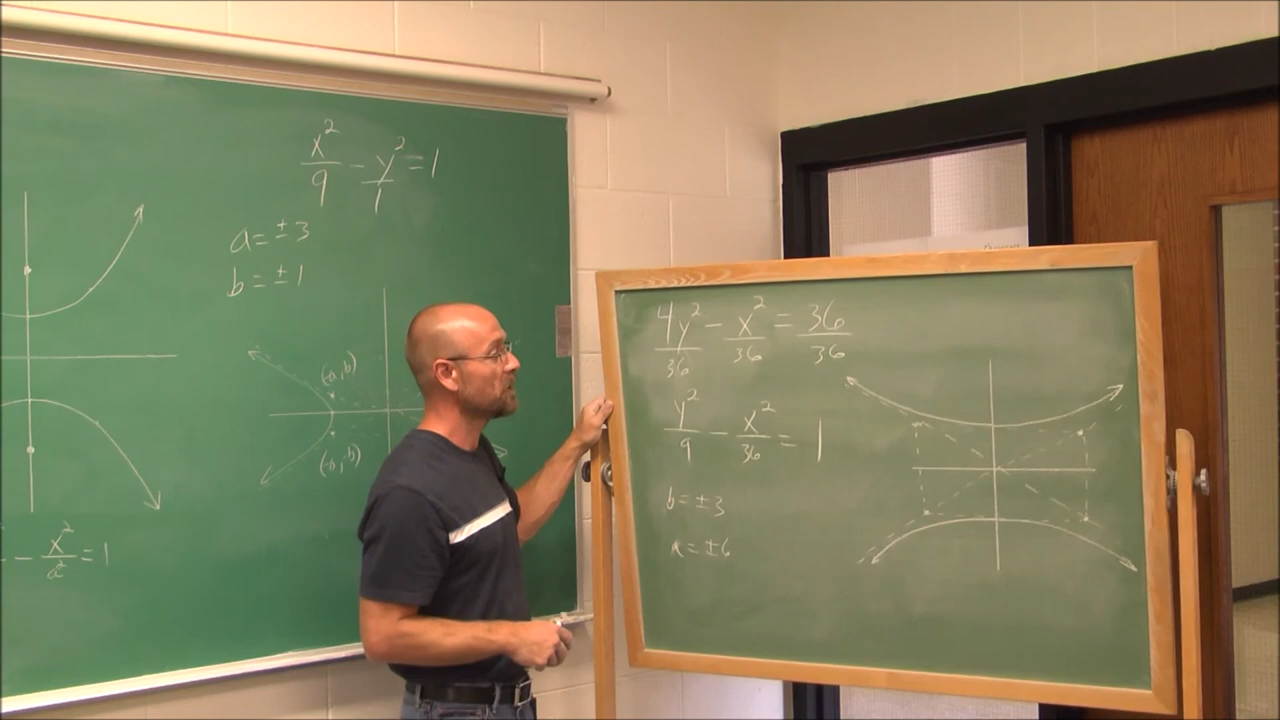 x²/9 - y²/1 = 1
a = ±3
b = ±1
(-a, b)
(-a, -b)
- x²/a² = 1
4y²/36 - x²/36 = 36/36
y²/9 - x²/36 = 1
b = ±3
a = ±6